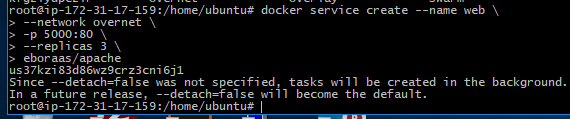 root@ip-172-31-17-159:/home/ubuntu# docker service create --name web \
> --network overnet \
> -p 5000:80 \
> --replicas 3 \
> eboraas/apache
us37kzi83d86wz9crz3cni6j1
Since --detach=false was not specified, tasks will be created in the background.
In a future release, --detach=false will become the default.
root@ip-172-31-17-159:/home/ubuntu#